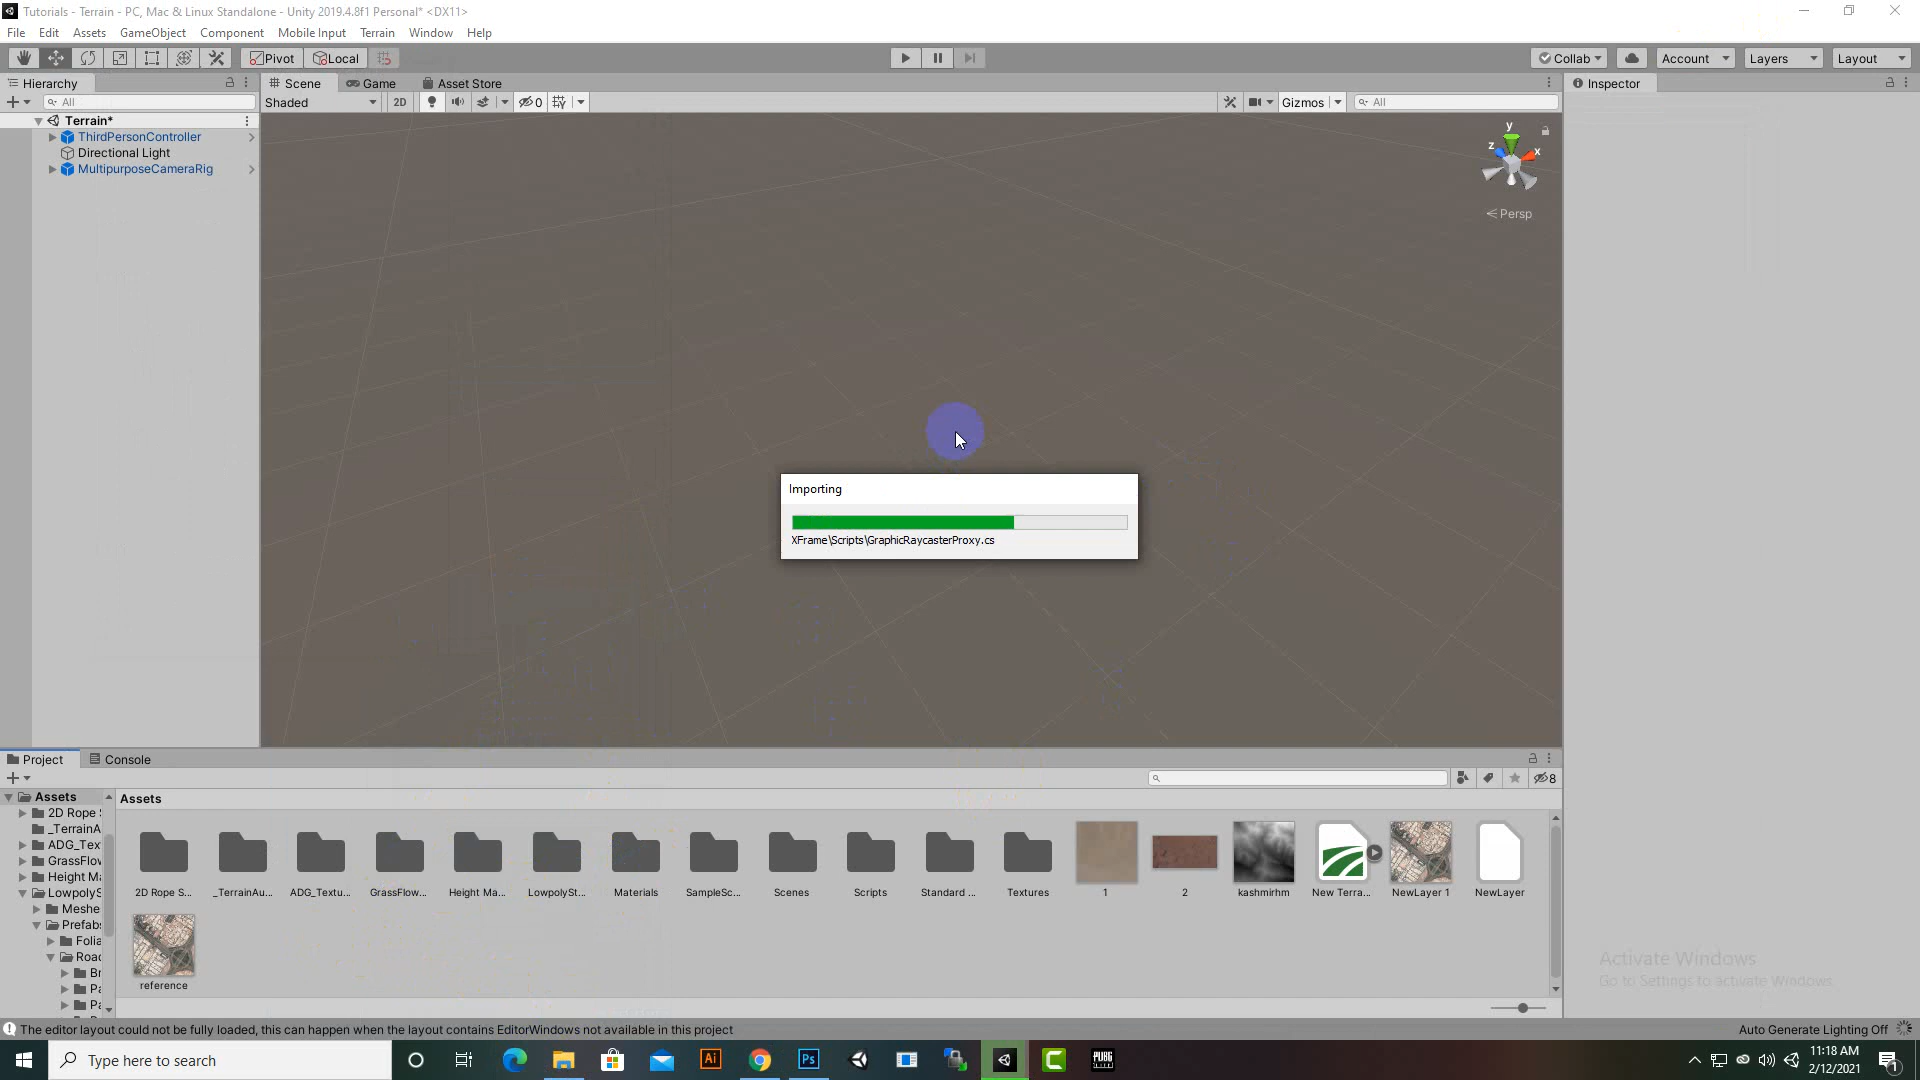 Tutorials - Terrain - PC, Mac & Linux Standalone - Unity 2019.4.8f1 Personal* <DX11>
File Edit Assets GameObject Component Mobile Input Terrain Window Help
Pivot Local Collab Account Layers Layout
Hierarchy Scene Game Asset Store Inspector
All Shaded 2D 0 Gizmos All
Terrain*
ThirdPersonController
Directional Light
MultipurposeCameraRig
y
z x
Persp
Importing
XFrame\Scripts\GraphicRaycasterProxy.cs
Project Console
8
Assets
2D Rope
_TerrainA
ADG_Tex
GrassFlo
Height Ma
LowpolyS
Meshe
Prefab
Folia
Road
Br
Pa
Pa
Assets
2D Rope S... _TerrainAu... ADG_Textu... GrassFlow... Height Ma... LowpolySt... Materials SampleSc... Scenes Scripts Standard ... Textures 1 2 kashmirhm New Terra... NewLayer 1 NewLayer
reference
Activate Windows
Go to Settings to activate Windows.
The editor layout could not be fully loaded, this can happen when the layout contains EditorWindows not available in this project
Auto Generate Lighting Off
Type here to search
Ai Ps PUBG
11:18 AM
2/12/2021
1